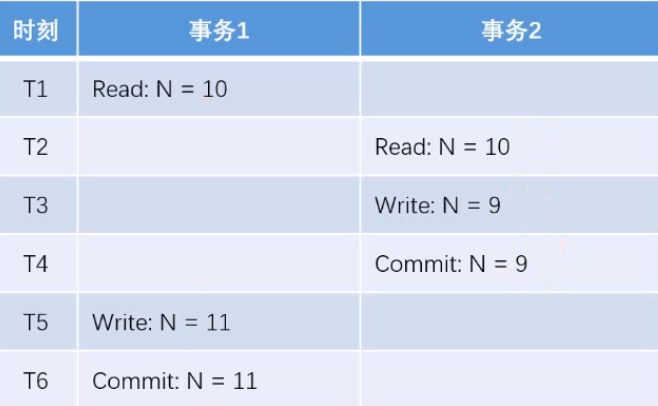 时刻 事务1 事务2
T1 Read: N = 10
T2 Read: N = 10
T3 Write: N = 9
T4 Commit: N = 9
T5 Write: N = 11
T6 Commit: N = 11